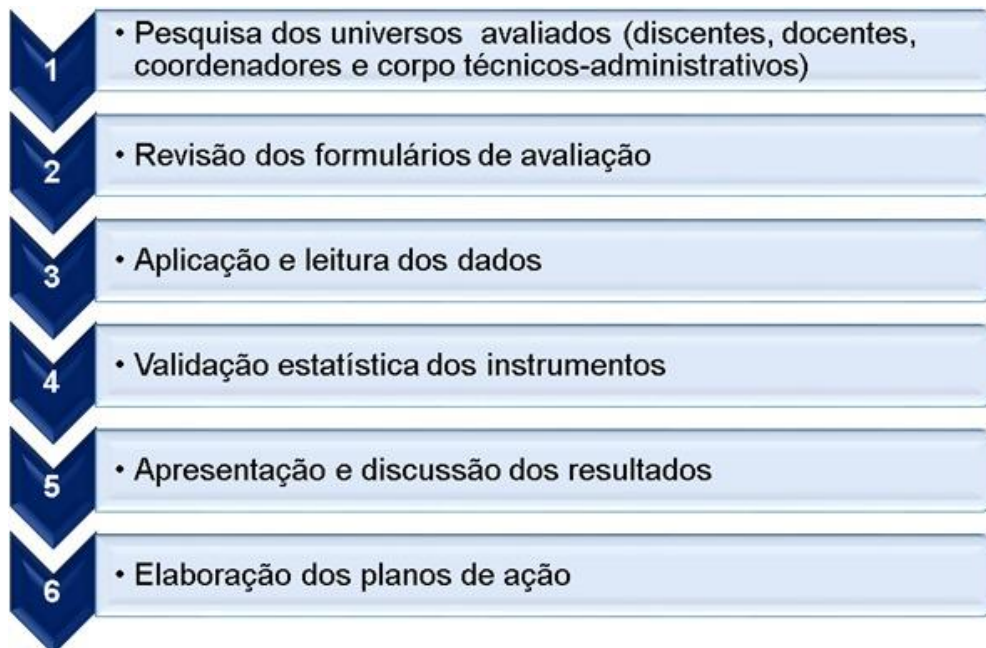 1
• Pesquisa dos universos avaliados (discentes, docentes,
coordenadores e corpo técnicos-administrativos)
2
• Revisão dos formulários de avaliação
3
• Aplicação e leitura dos dados
4
• Validação estatística dos instrumentos
5
• Apresentação e discussão dos resultados
6
• Elaboração dos planos de ação